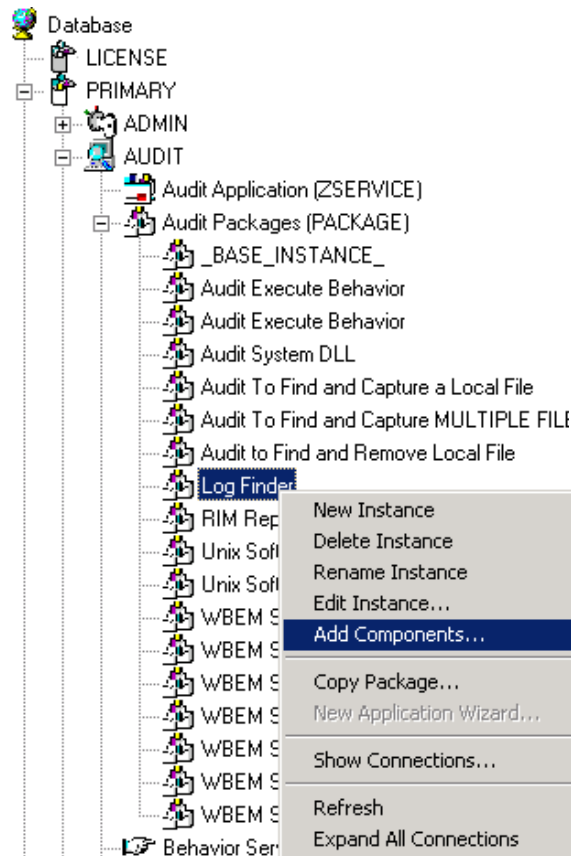 Database
LICENSE
PRIMARY
ADMIN
AUDIT
Audit Application (ZSERVICE)
Audit Packages (PACKAGE)
_BASE_INSTANCE_
Audit Execute Behavior
Audit Execute Behavior
Audit System DLL
Audit To Find and Capture a Local File
Audit To Find and Capture MULTIPLE FILE
Audit to Find and Remove Local File
Log Finder
New Instance
RIM Rep
Delete Instance
Unix Soft
Rename Instance
Unix Soft
Edit Instance...
WBEM S
Add Components...
WBEM S
WBEM S
Copy Package...
WBEM S
New Application Wizard...
WBEM S
Show Connections...
WBEM S
WBEM S
Refresh
Behavior Ser
Expand All Connections